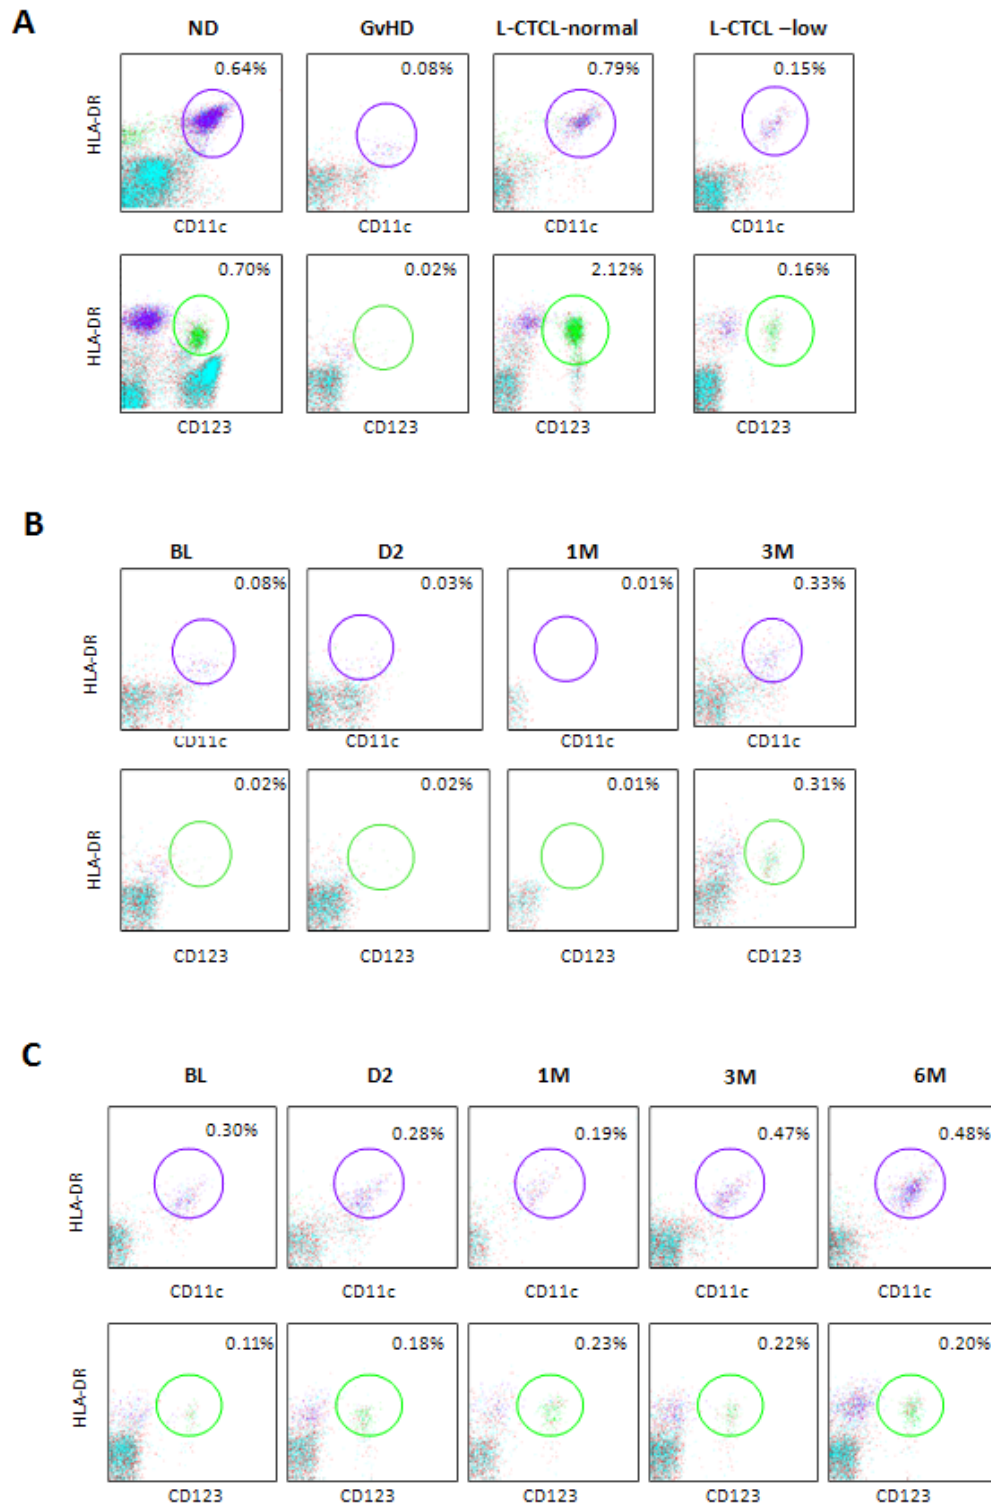 A
ND GvHD L-CTCL-normal L-CTCL –low
0.64% 0.08% 0.79% 0.15%
HLA-DR
CD11c CD11c CD11c CD11c
0.70% 0.02% 2.12% 0.16%
HLA-DR
CD123 CD123 CD123 CD123
B
BL D2 1M 3M
0.08% 0.03% 0.01% 0.33%
HLA-DR
CD11c CD11c CD11c CD11c
0.02% 0.02% 0.01% 0.31%
HLA-DR
CD123 CD123 CD123 CD123
C
BL D2 1M 3M 6M
0.30% 0.28% 0.19% 0.47% 0.48%
HLA-DR
CD11c CD11c CD11c CD11c CD11c
0.11% 0.18% 0.23% 0.22% 0.20%
HLA-DR
CD123 CD123 CD123 CD123 CD123